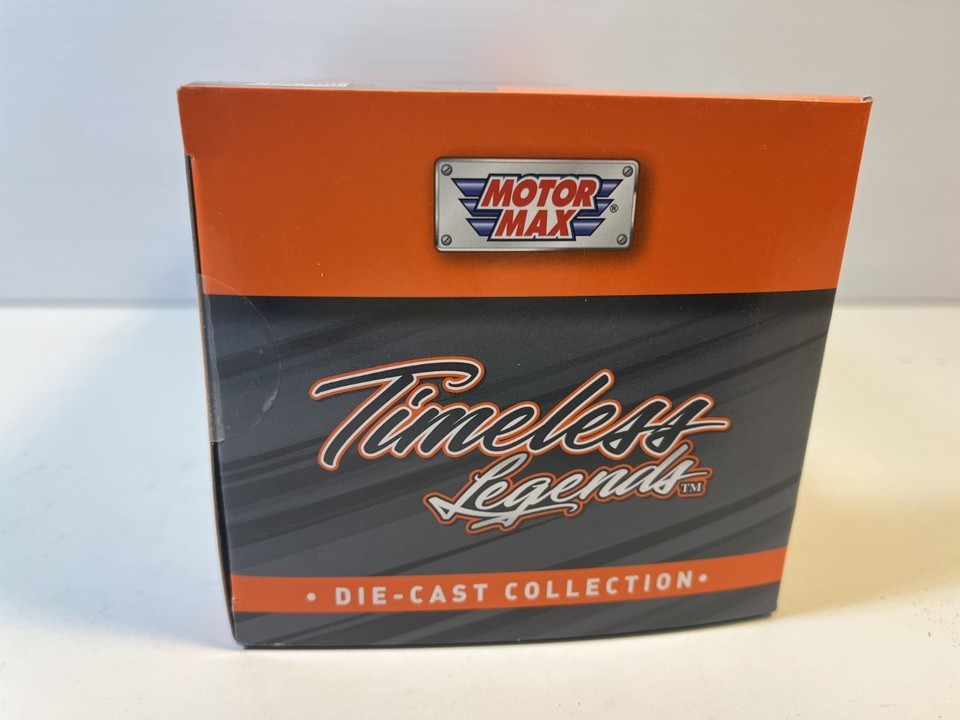 MOTOR
MAX®
Timeless
Legends™
• DIE-CAST COLLECTION •